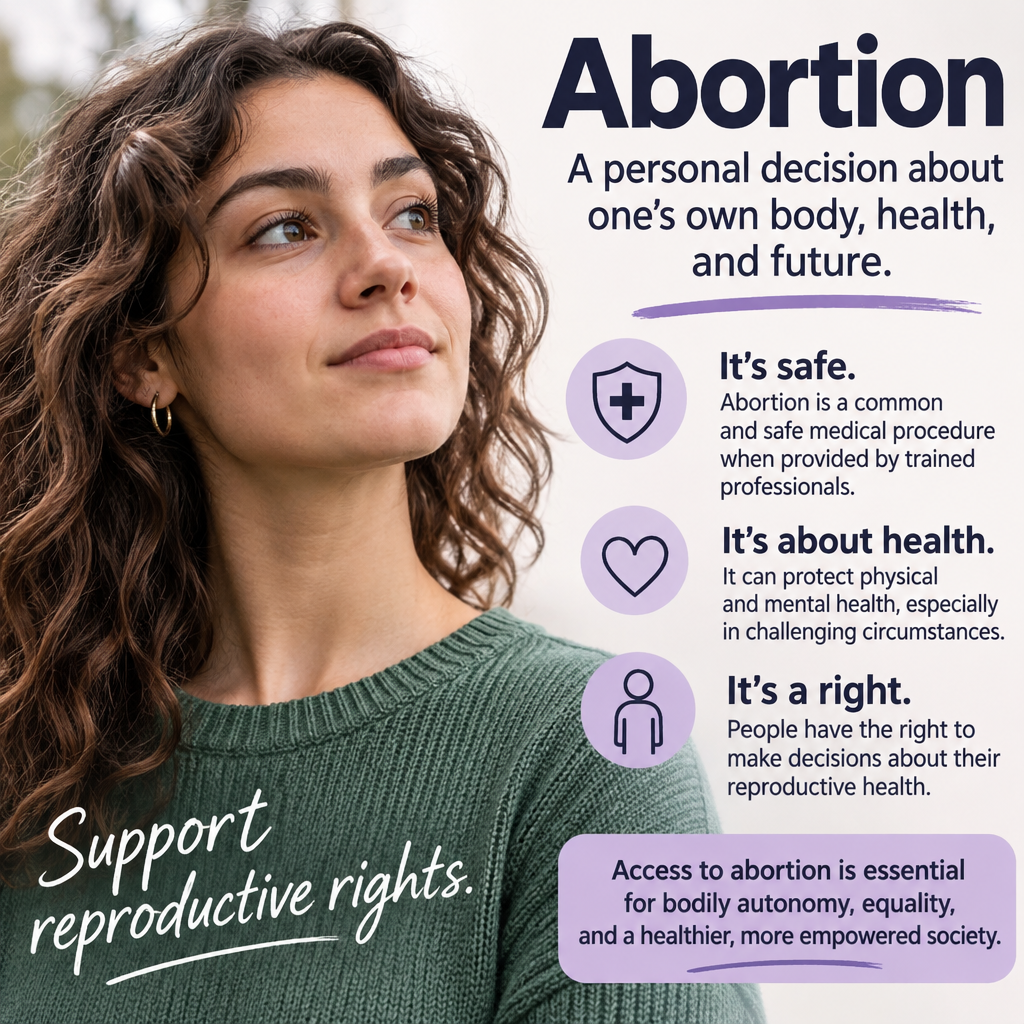 Abortion
A personal decision about
one's own body, health,
and future.
It's safe.
Abortion is a common
and safe medical procedure
when provided by trained
professionals.
It's about health.
It can protect physical
and mental health, especially
in challenging circumstances.
It's a right.
People have the right to
make decisions about their
reproductive health.
Support
reproductive rights.
Access to abortion is essential
for bodily autonomy, equality,
and a healthier, more empowered society.